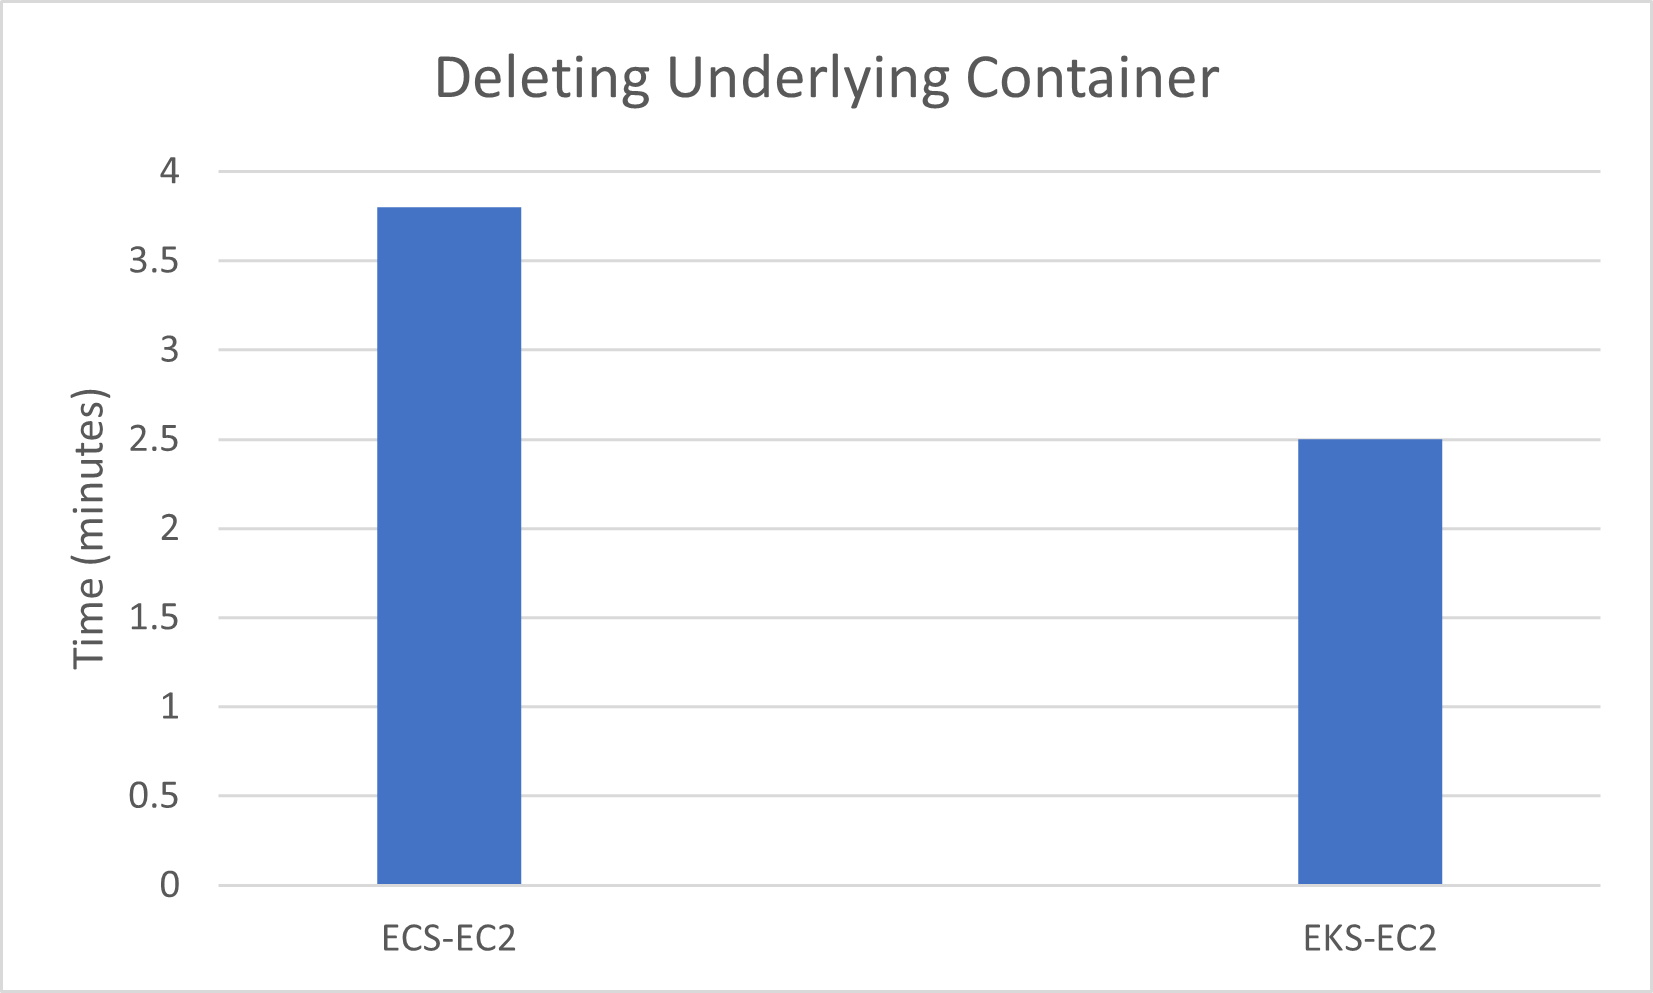 Deleting Underlying Container
Time (minutes)
4
3.5
3
2.5
2
1.5
1
0.5
0
ECS-EC2
EKS-EC2